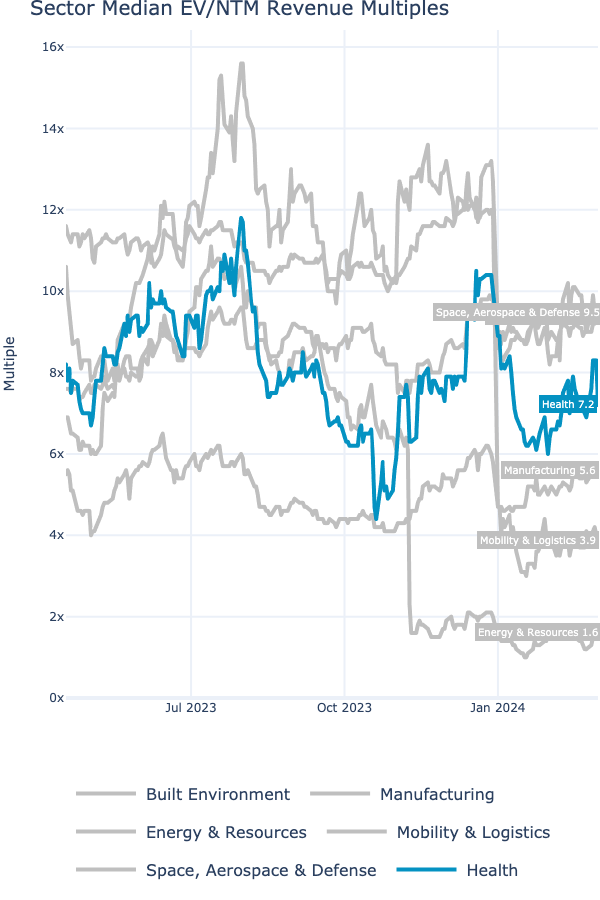 Sector Median EV/NTM Revenue Multiples
16x
14x
12x
10x
8x
6x
4x
2x
0x
Multiple
Space, Aerospace & Defense 9.5
Health 7.2
Manufacturing 5.6
Mobility & Logistics 3.9
Energy & Resources 1.6
Jul 2023
Oct 2023
Jan 2024
Built Environment
Manufacturing
Energy & Resources
Mobility & Logistics
Space, Aerospace & Defense
Health